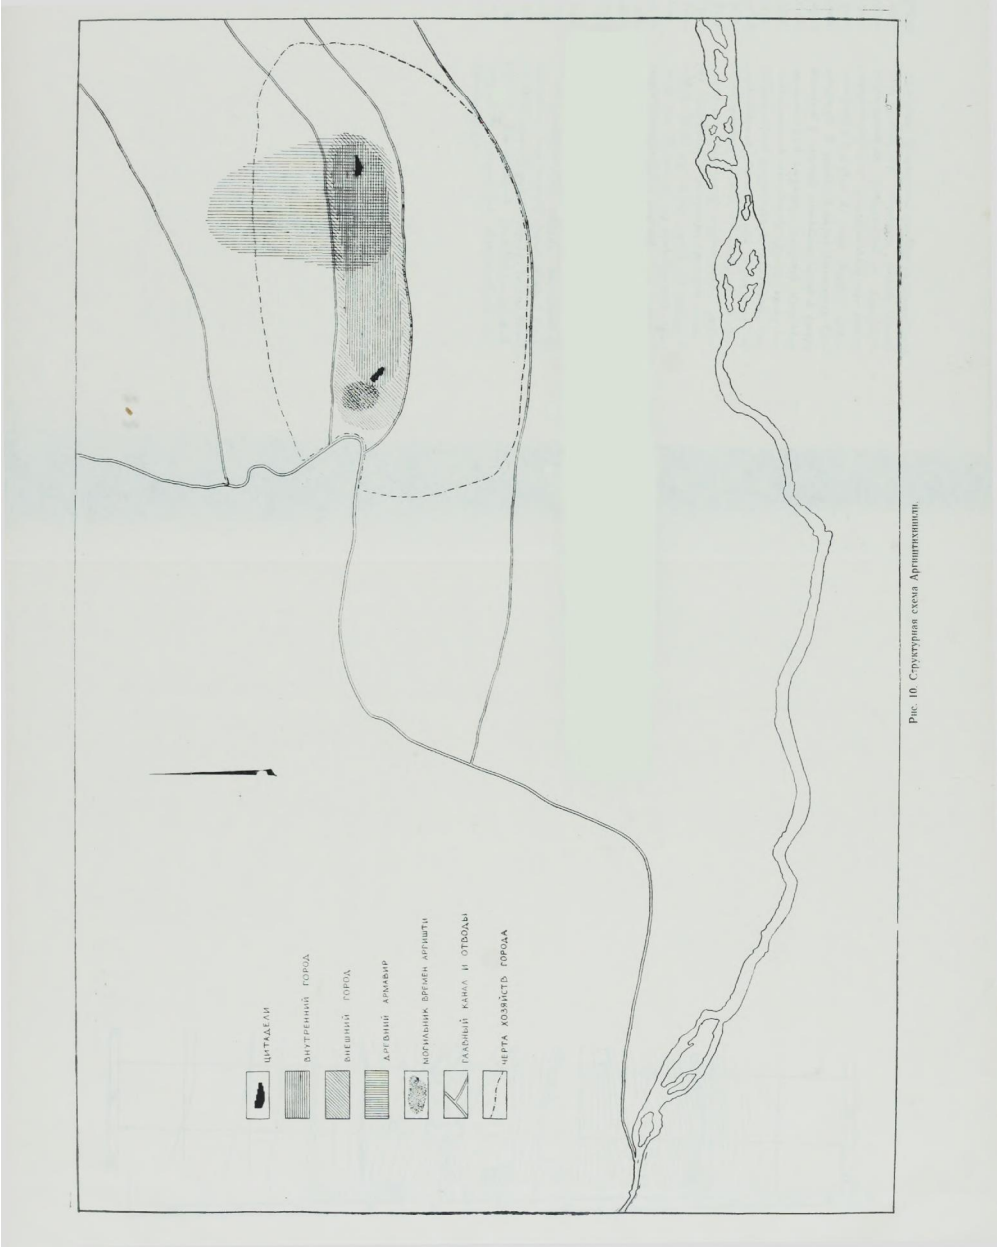 ЦИТАДЕЛИ
ВНУТРЕННИЙ ГОРОД
ВНЕШНИЙ ГОРОД
ДРЕВНИЙ АРМАВИР
МОГИЛЬНИК ВРЕМЕН АРГИШТИ
ГЛАВНЫЙ КАНАЛ И ОТВОДЫ
ЧЕРТА ХОЗЯЙСТВ ГОРОДА
Рис. 10. Структурная схема Аргиштихинили.